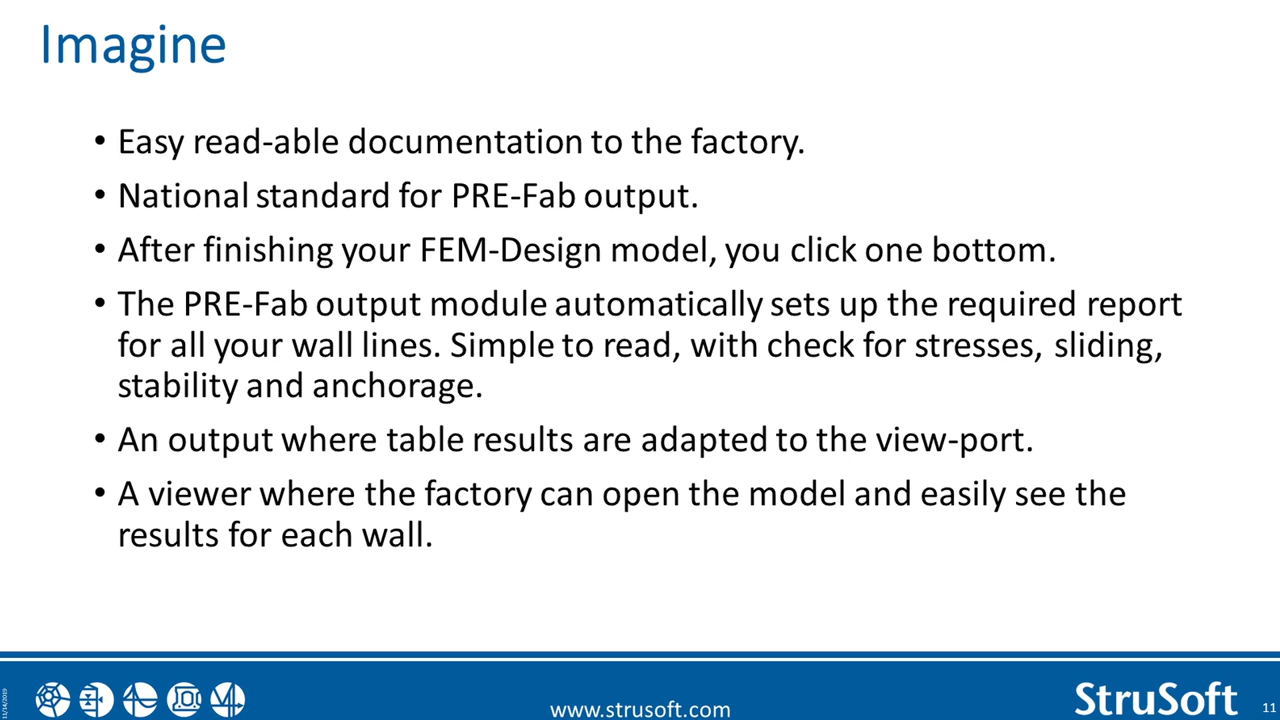 Imagine
• Easy read-able documentation to the factory.
• National standard for PRE-Fab output.
• After finishing your FEM-Design model, you click one bottom.
• The PRE-Fab output module automatically sets up the required report
for all your wall lines. Simple to read, with check for stresses, sliding,
stability and anchorage.
• An output where table results are adapted to the view-port.
• A viewer where the factory can open the model and easily see the
results for each wall.
11/14/2019
www.strusoft.com
StruSoft
11